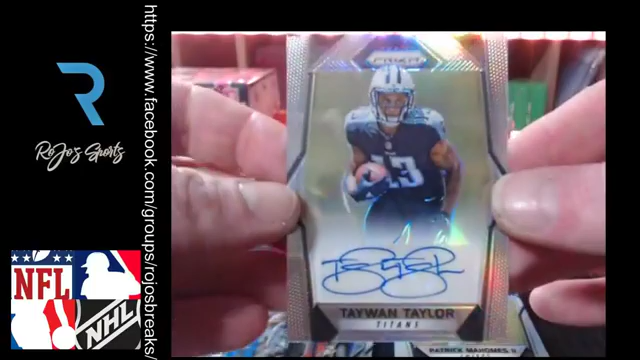 RoJo's Sports
https://www.facebook.com/groups/rojosbreaks/
NFL
NHL
PRIZM
13
TAYWAN TAYLOR
TITANS
PATRICK MAHOMES II